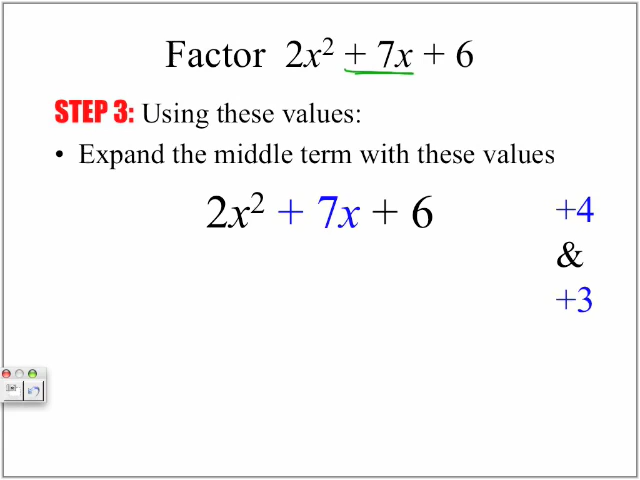 Factor 2x² + 7x + 6
STEP 3: Using these values:
• Expand the middle term with these values
2x² + 7x + 6
+4
&
+3